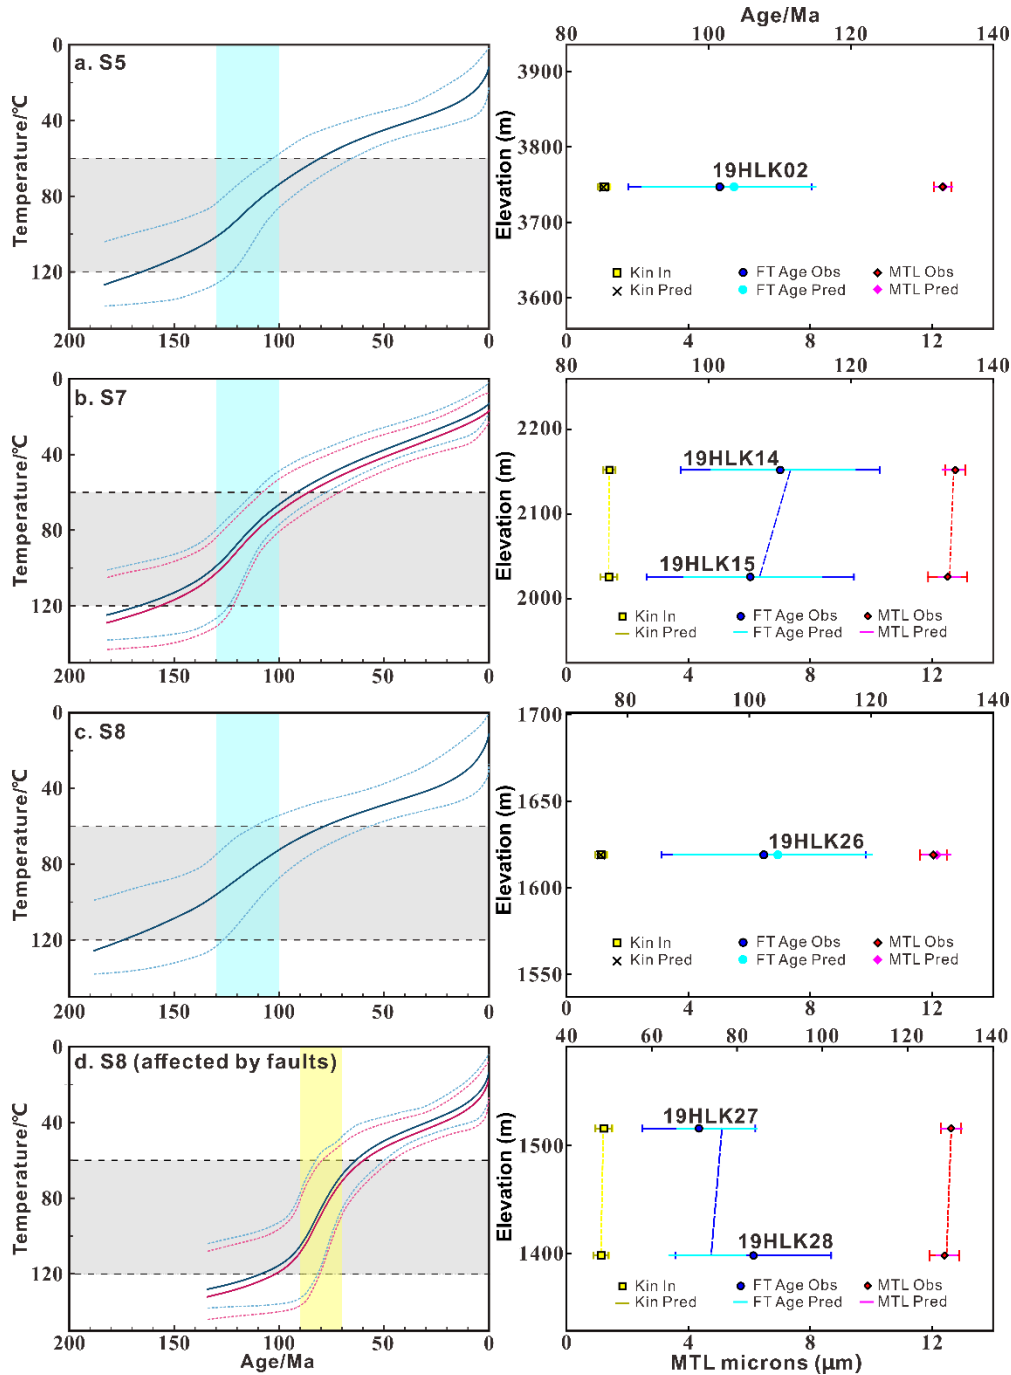 Age/Ma
80 100 120 140
a. S5
0
40
80
120
Temperature/℃
200 150 100 50 0
3900
3800
3700
3600
Elevation (m)
19HLK02
Kin In FT Age Obs MTL Obs
Kin Pred FT Age Pred MTL Pred
0 4 8 12
80 100 120 140
b. S7
0
40
80
120
Temperature/℃
200 150 100 50 0
2200
2100
2000
Elevation (m)
19HLK14
19HLK15
Kin In FT Age Obs MTL Obs
Kin Pred FT Age Pred MTL Pred
0 4 8 12
80 100 120 140
c. S8
0
40
80
120
Temperature/℃
200 150 100 50 0
1700
1650
1600
1550
Elevation (m)
19HLK26
Kin In FT Age Obs MTL Obs
Kin Pred FT Age Pred MTL Pred
0 4 8 12
40 60 80 100 120 140
d. S8 (affected by faults)
0
40
80
120
Temperature/℃
200 150 100 50 0
Age/Ma
1500
1400
1300
Elevation (m)
19HLK27
19HLK28
Kin In FT Age Obs MTL Obs
Kin Pred FT Age Pred MTL Pred
0 4 8 12
MTL microns (μm)